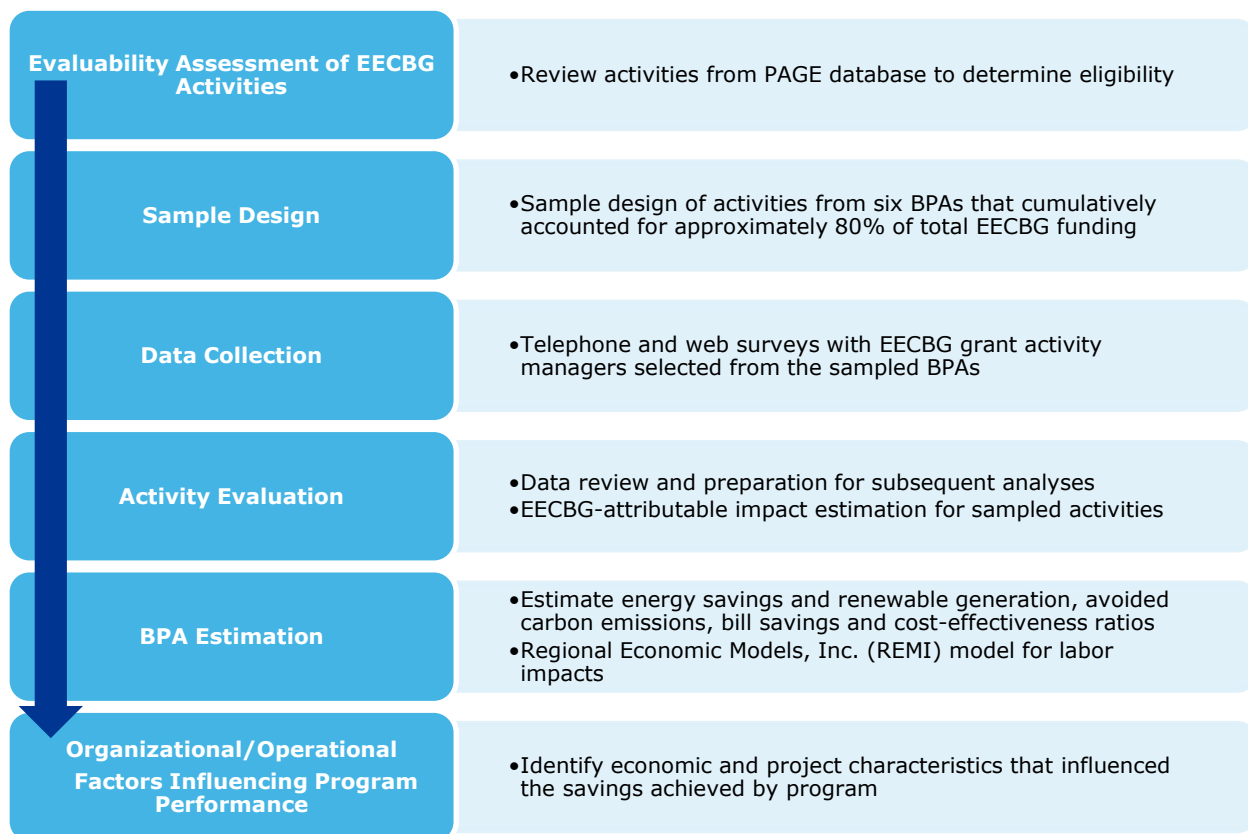 Evaluability Assessment of EECBG
Activities
•Review activities from PAGE database to determine eligibility
Sample Design
•Sample design of activities from six BPAs that cumulatively
accounted for approximately 80% of total EECBG funding
Data Collection
•Telephone and web surveys with EECBG grant activity
managers selected from the sampled BPAs
Activity Evaluation
•Data review and preparation for subsequent analyses
•EECBG-attributable impact estimation for sampled activities
BPA Estimation
•Estimate energy savings and renewable generation, avoided
carbon emissions, bill savings and cost-effectiveness ratios
•Regional Economic Models, Inc. (REMI) model for labor
impacts
Organizational/Operational
Factors Influencing Program
Performance
•Identify economic and project characteristics that influenced
the savings achieved by program